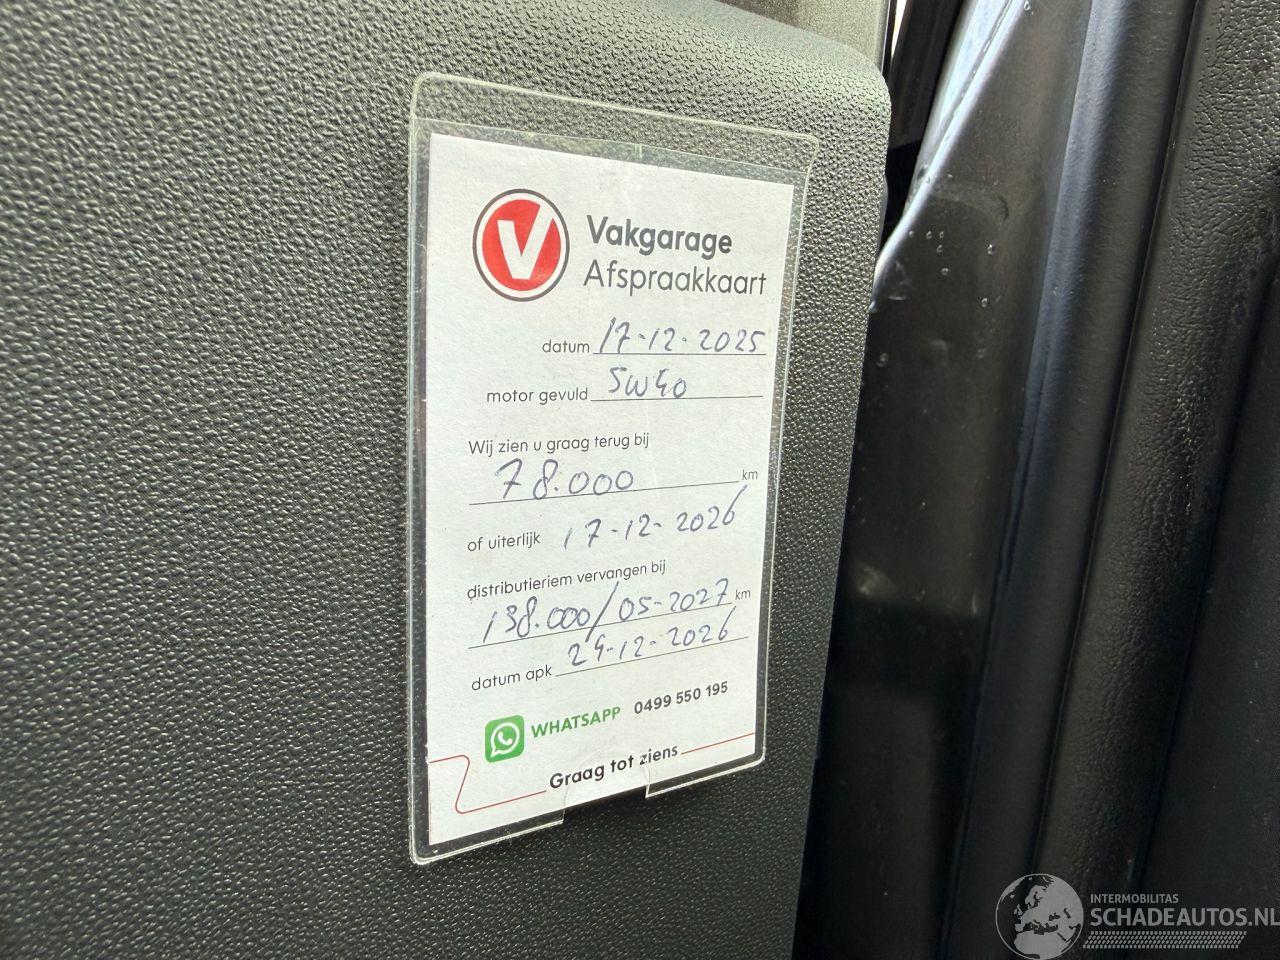 V
Vakgarage
Afspraakkaart
datum 17-12-2025
motor gevuld 5w40
Wij zien u graag terug bij
78.000 km
of uiterlijk 17-12-2026
distributieriem vervangen bij
138.000/05-2027 km
datum apk 24-12-2026
WHATSAPP 0499 550 195
Graag tot ziens
INTERMOBILITAS
SCHADEAUTOS.NL